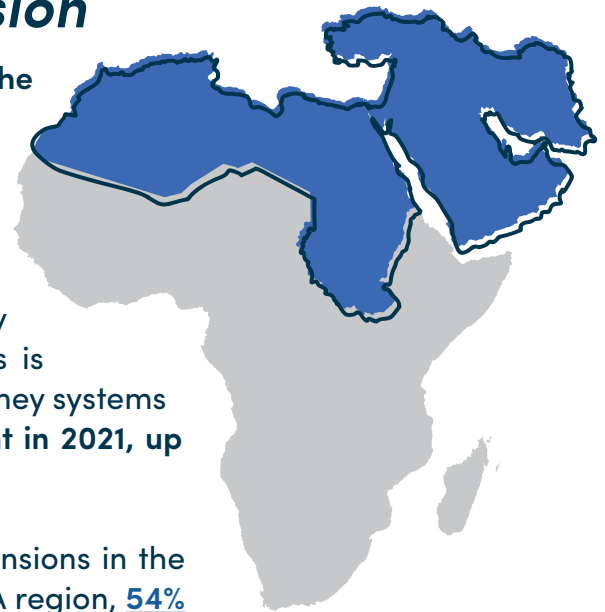 sion
he
y
s is
ney systems
t in 2021, up
nsions in the
A region, 54%